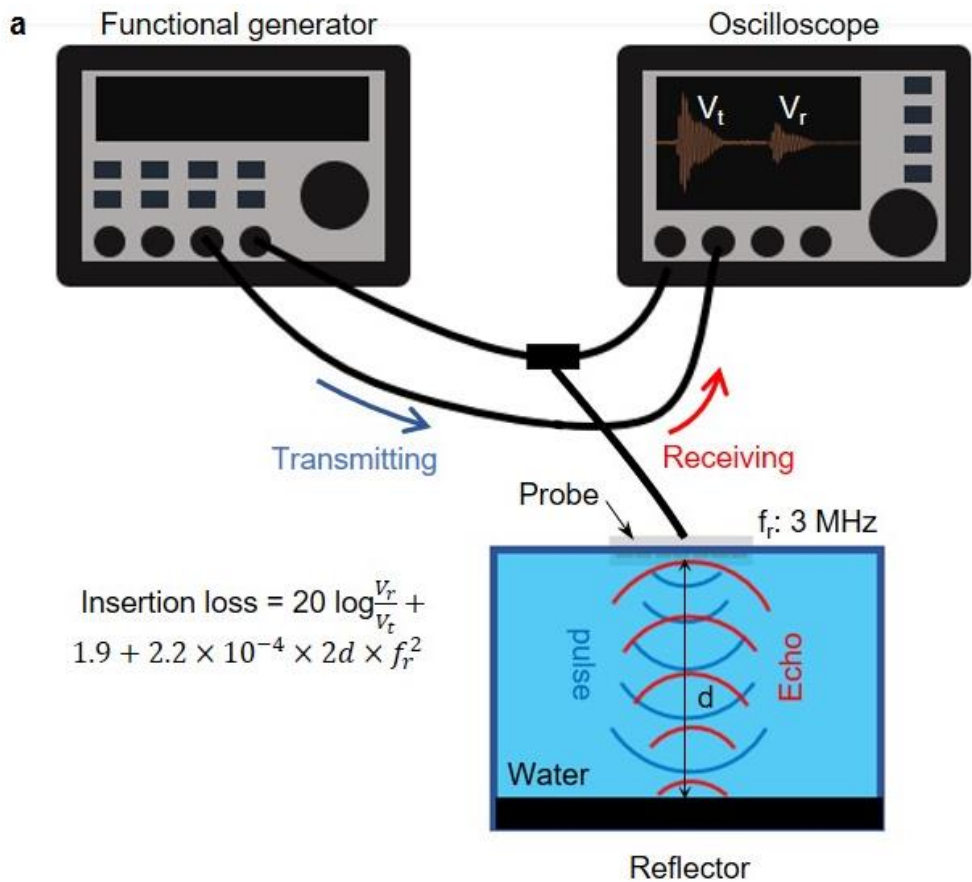 a
Functional generator
Oscilloscope
Vt
Vr
Transmitting
Receiving
Probe
fr: 3 MHz
Insertion loss = 20 log Vr/Vt +
1.9 + 2.2 × 10⁻⁴ × 2d × fr²
pulse
d
Echo
Water
Reflector